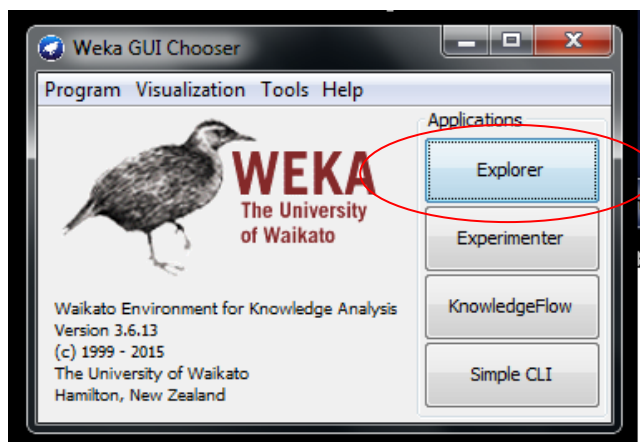 Weka GUI Chooser
Program Visualization Tools Help
WEKA
The University
of Waikato
Waikato Environment for Knowledge Analysis
Version 3.6.13
(c) 1999 - 2015
The University of Waikato
Hamilton, New Zealand
Applications
Explorer
Experimenter
KnowledgeFlow
Simple CLI